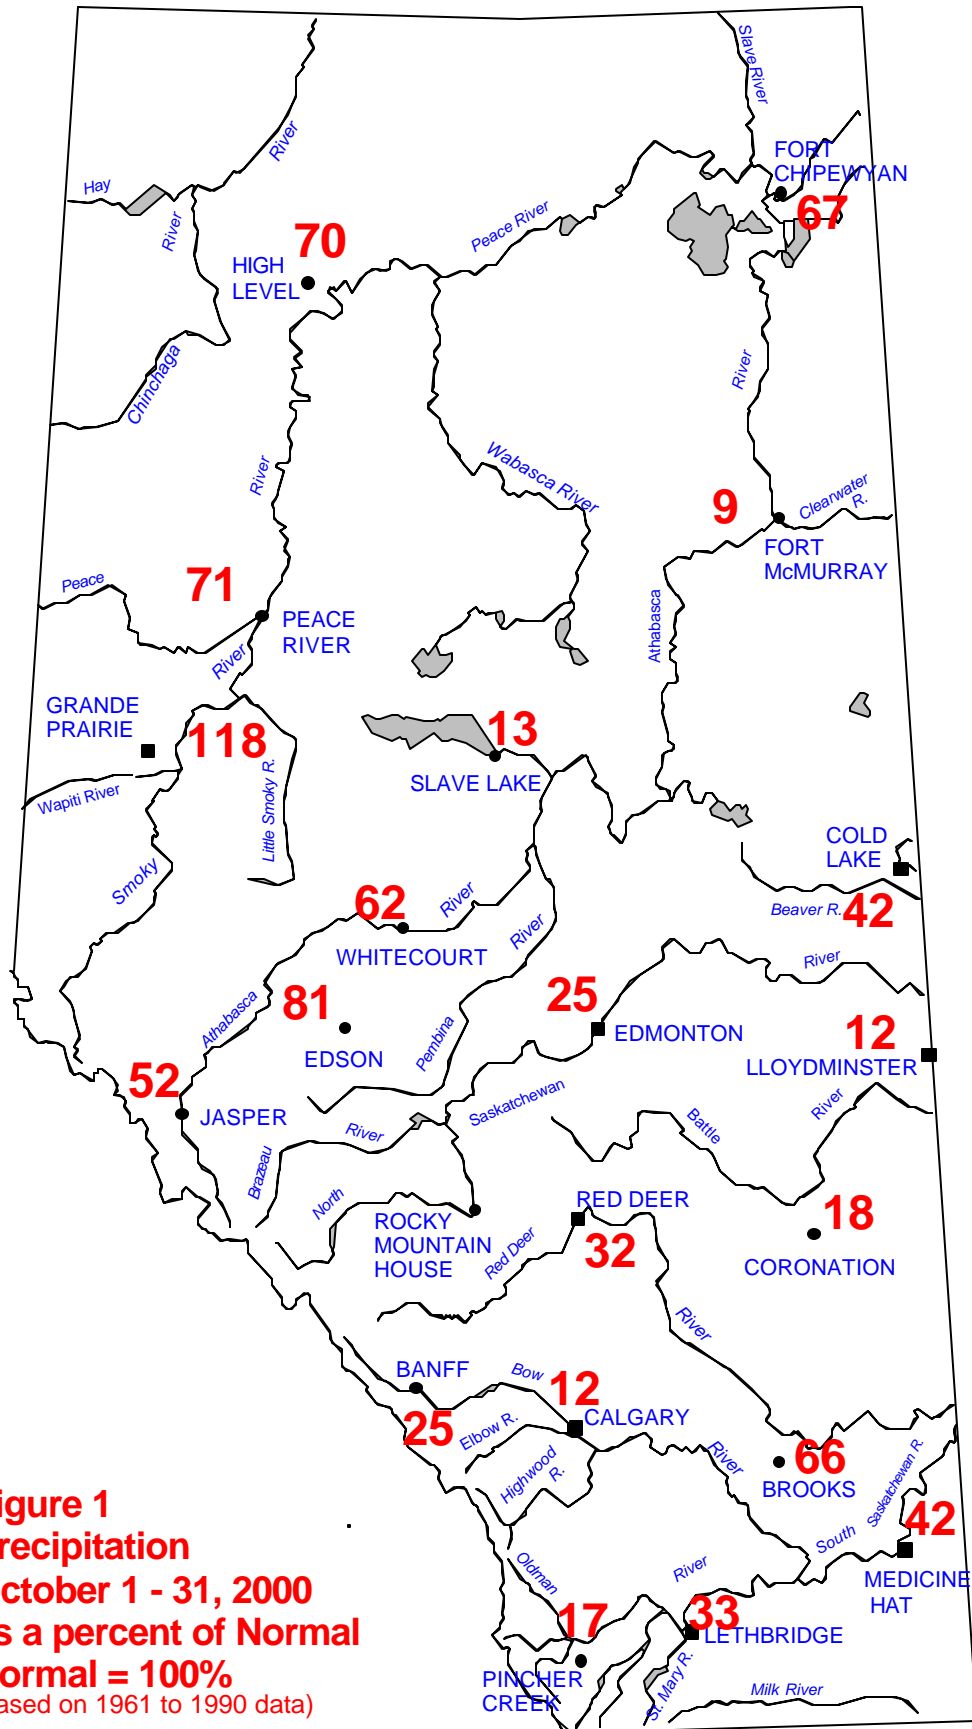 Slave River
FORT
CHIPEWYAN
67
River
Hay
River
Peace River
70
HIGH
LEVEL
Chinchaga
River
River
Wabasca River
9
Clearwater
R.
FORT
McMURRAY
71
Peace
PEACE
RIVER
River
Athabasca
GRANDE
PRAIRIE
118
13
SLAVE LAKE
Wapiti River
Little Smoky R.
Smoky
COLD
LAKE
Beaver R.
42
62
River
WHITECOURT
River
River
Athabasca
81
EDSON
Pembina
25
EDMONTON
12
LLOYDMINSTER
52
JASPER
Saskatchewan
River
Brazeau
River
Battle
North
ROCKY
MOUNTAIN
HOUSE
RED DEER
32
Red Deer
18
CORONATION
River
BANFF
25
Bow
12
CALGARY
Elbow R.
Highwood
R.
River
66
BROOKS
Saskatchewan R.
South
42
MEDICINE
HAT
Oldman
River
17
33
LETHBRIDGE
PINCHER
CREEK
St. Mary R.
Milk River
igure 1
recipitation
ctober 1 - 31, 2000
s a percent of Normal
ormal = 100%
ased on 1961 to 1990 data)